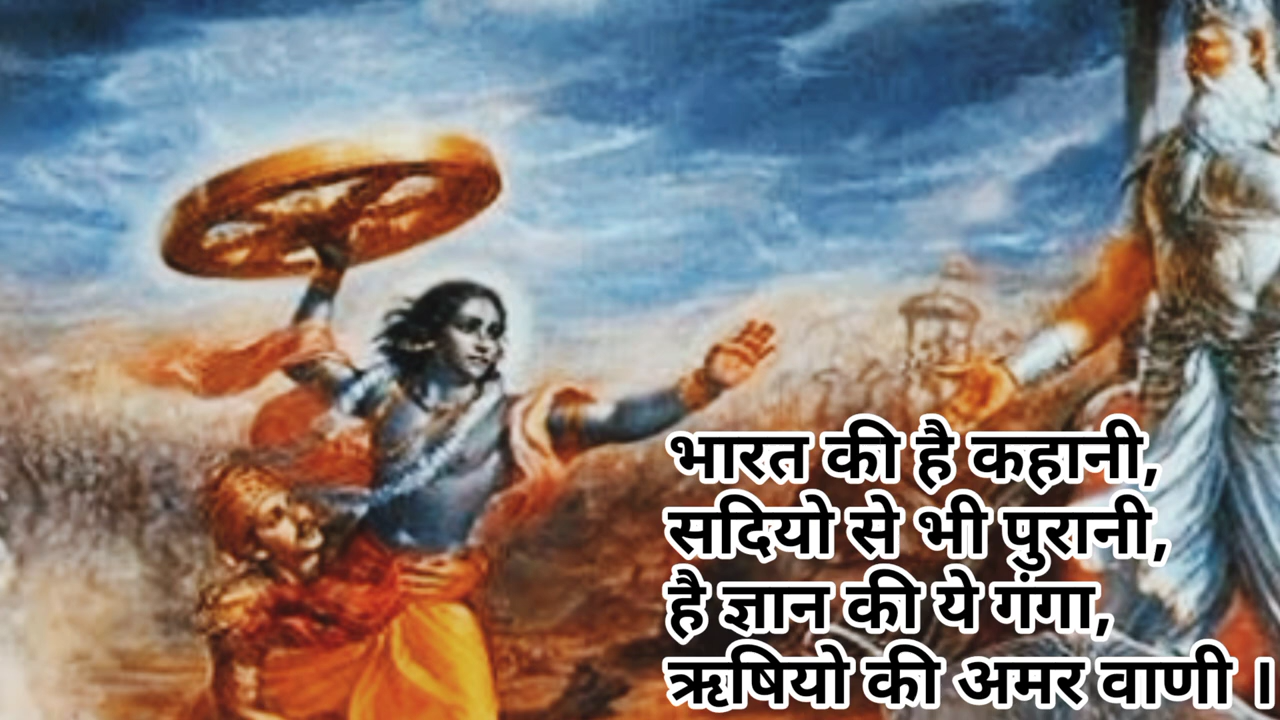 भारत की है कहानी,
सदियो से भी पुरानी,
है ज्ञान की ये गंगा,
ऋषियो की अमर वाणी ।